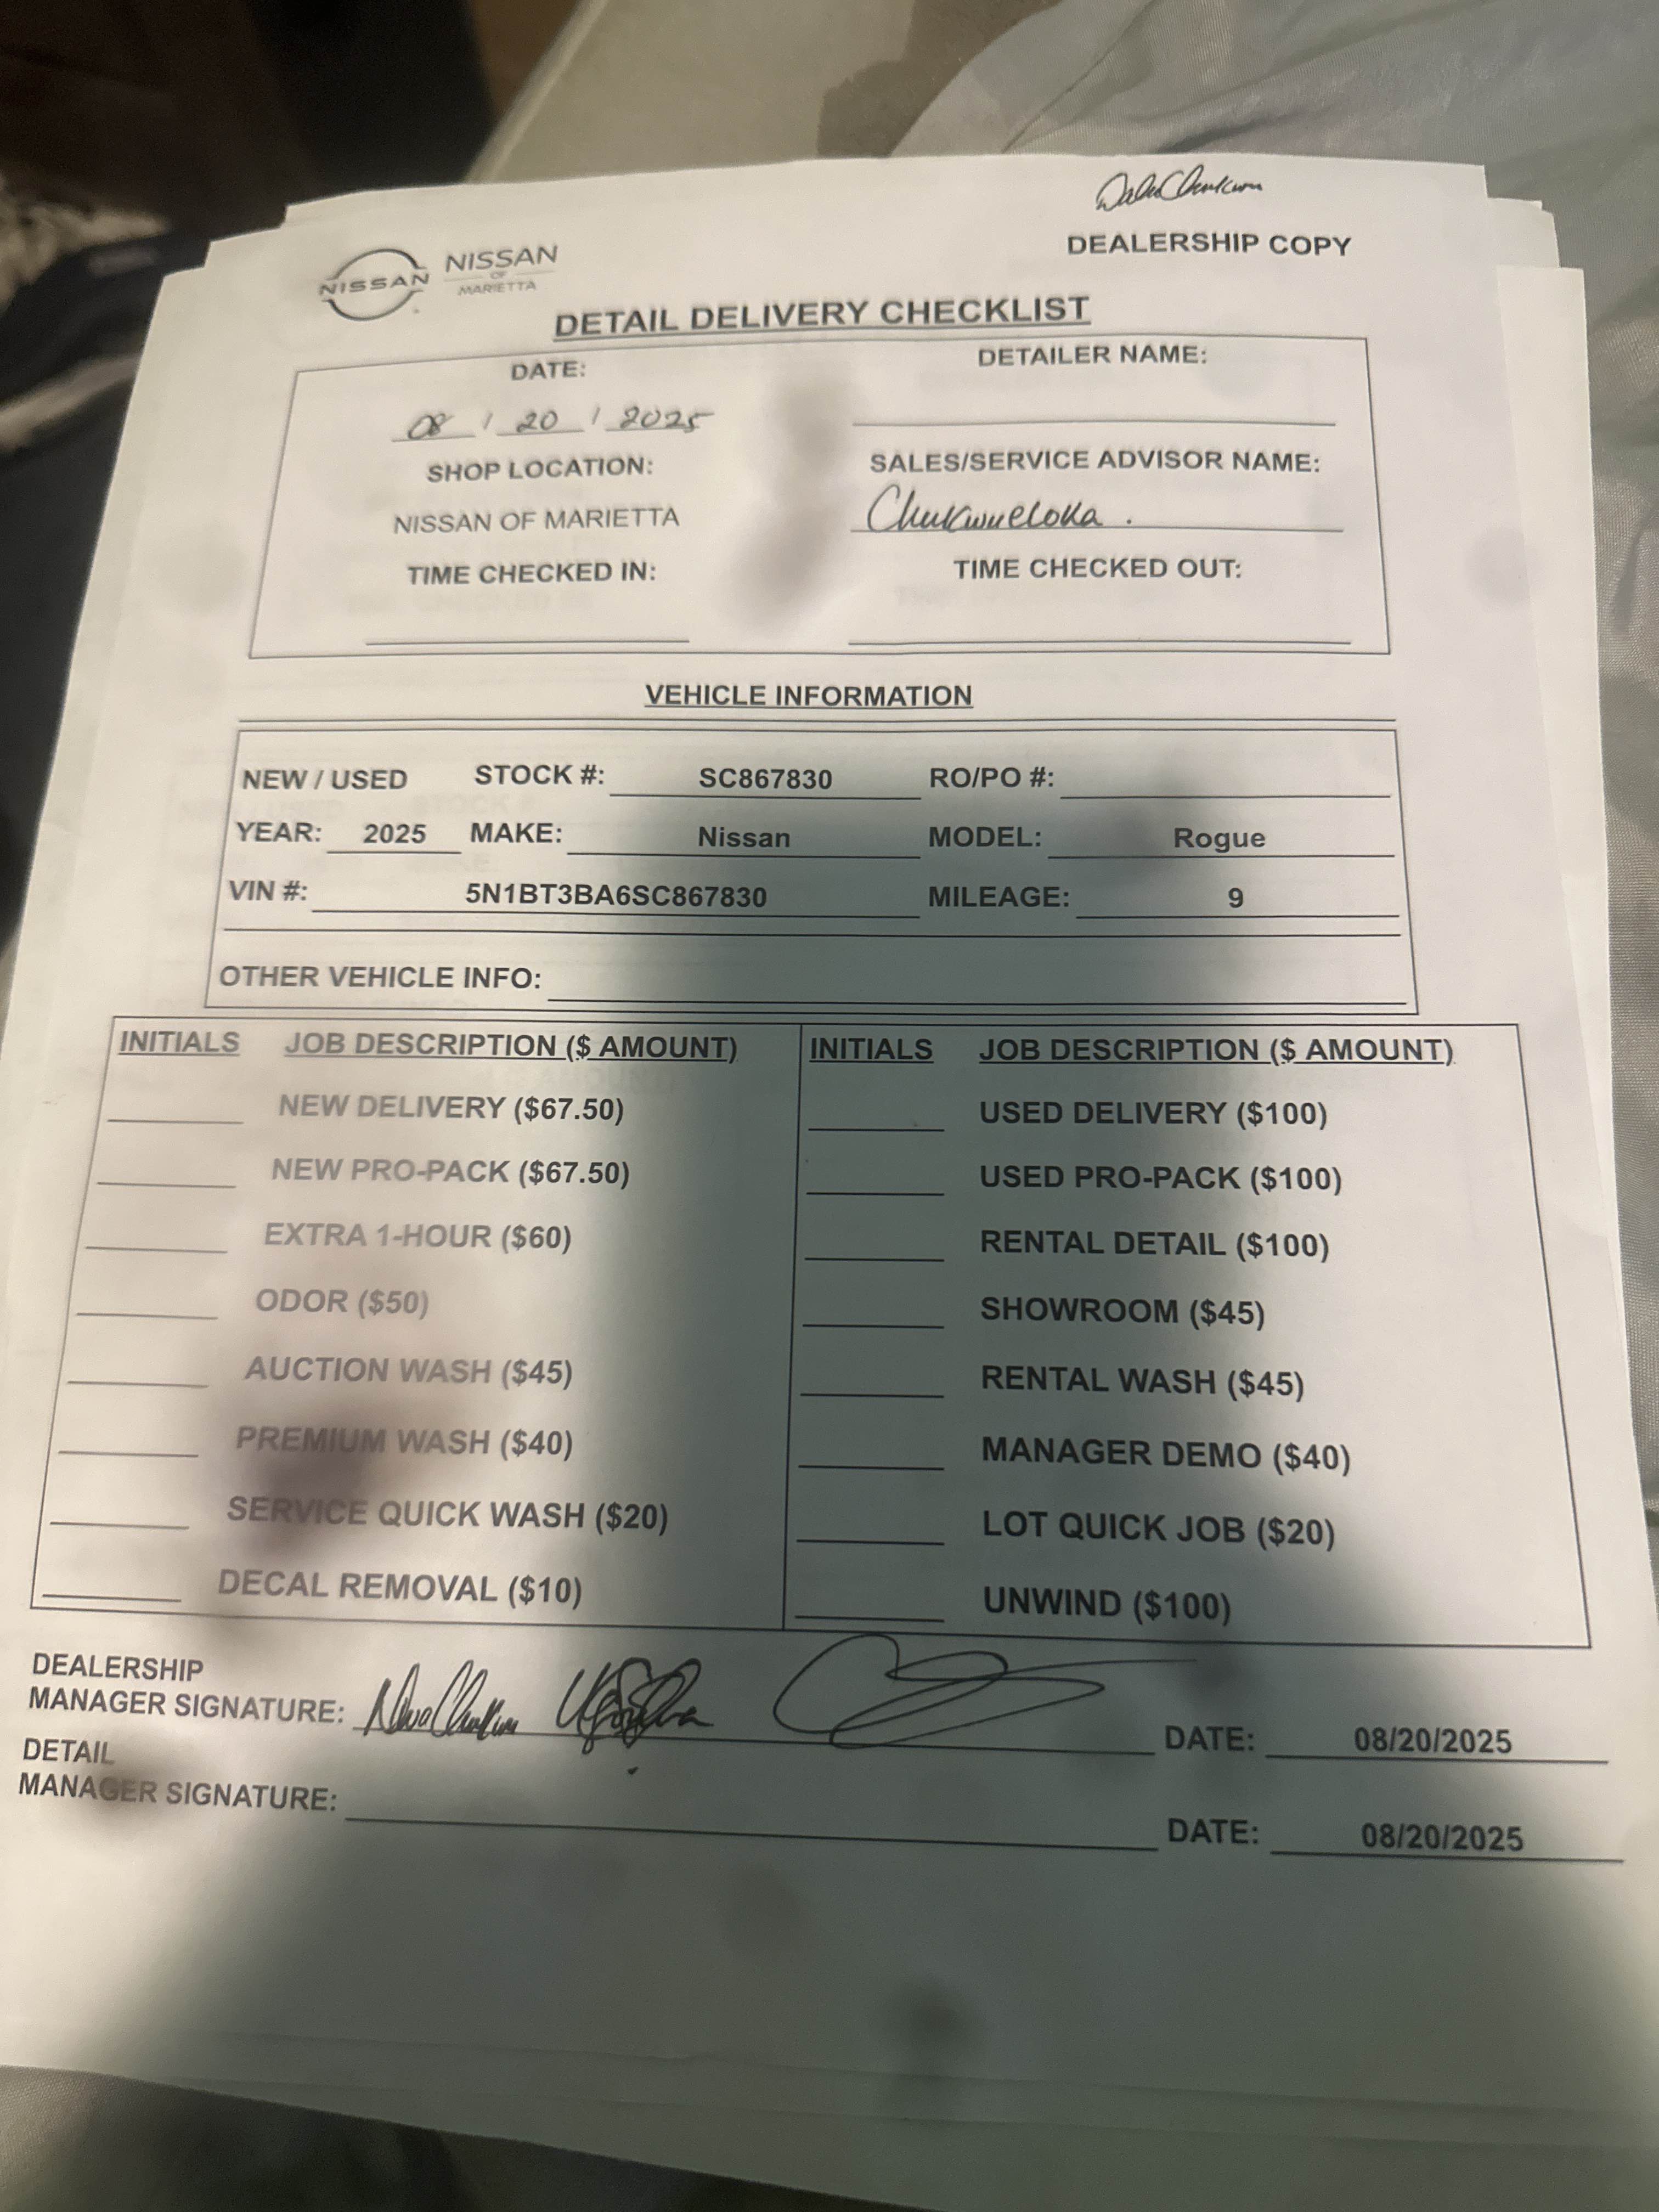 DEALERSHIP COPY
NISSAN
NISSAN
OF
MARIETTA
DETAIL DELIVERY CHECKLIST
DATE: DETAILER NAME:
08 / 20 / 2025
SHOP LOCATION: SALES/SERVICE ADVISOR NAME:
NISSAN OF MARIETTA Chukwueloka.
TIME CHECKED IN: TIME CHECKED OUT:
VEHICLE INFORMATION
NEW / USED STOCK #: SC867830 RO/PO #:
YEAR: 2025 MAKE: Nissan MODEL: Rogue
VIN #: 5N1BT3BA6SC867830 MILEAGE: 9
OTHER VEHICLE INFO:
INITIALS JOB DESCRIPTION ($ AMOUNT) INITIALS JOB DESCRIPTION ($ AMOUNT)
NEW DELIVERY ($67.50) USED DELIVERY ($100)
NEW PRO-PACK ($67.50) USED PRO-PACK ($100)
EXTRA 1-HOUR ($60) RENTAL DETAIL ($100)
ODOR ($50) SHOWROOM ($45)
AUCTION WASH ($45) RENTAL WASH ($45)
PREMIUM WASH ($40) MANAGER DEMO ($40)
SERVICE QUICK WASH ($20) LOT QUICK JOB ($20)
DECAL REMOVAL ($10) UNWIND ($100)
DEALERSHIP
MANAGER SIGNATURE: DATE: 08/20/2025
DETAIL
MANAGER SIGNATURE: DATE: 08/20/2025